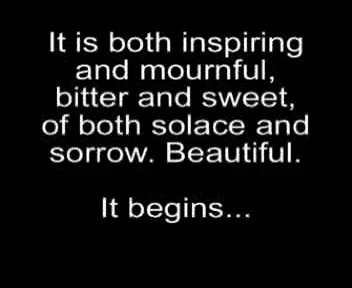 It is both inspiring
and mournful,
bitter and sweet,
of both solace and
sorrow. Beautiful.
It begins...